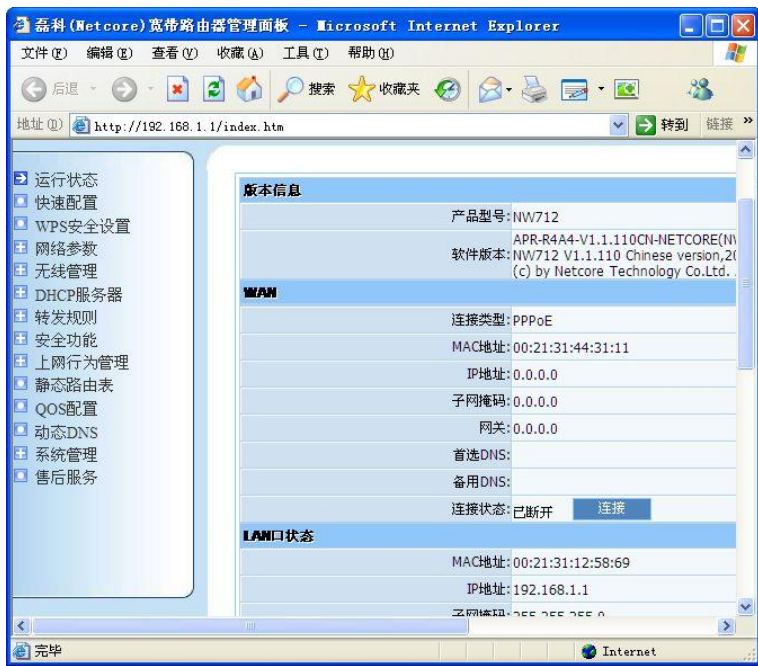 磊科(Netcore)宽带路由器管理面板 - Microsoft Internet Explorer
文件(F) 编辑(E) 查看(V) 收藏(A) 工具(T) 帮助(H)
后退 搜索 收藏夹
地址(D) http://192.168.1.1/index.htm 转到 链接 »
运行状态
快速配置
WPS安全设置
网络参数
无线管理
DHCP服务器
转发规则
安全功能
上网行为管理
静态路由表
QOS配置
动态DNS
系统管理
售后服务
版本信息
产品型号:NW712
软件版本:
APR-R4A4-V1.1.110CN-NETCORE(NW
NW712 V1.1.110 Chinese version,20
(c) by Netcore Technology Co.Ltd.
WAN
连接类型:PPPoE
MAC地址:00:21:31:44:31:11
IP地址:0.0.0.0
子网掩码:0.0.0.0
网关:0.0.0.0
首选DNS:
备用DNS:
连接状态:已断开 连接
LAN口状态
MAC地址:00:21:31:12:58:69
IP地址:192.168.1.1
子网掩码:255.255.255.0
完毕 Internet